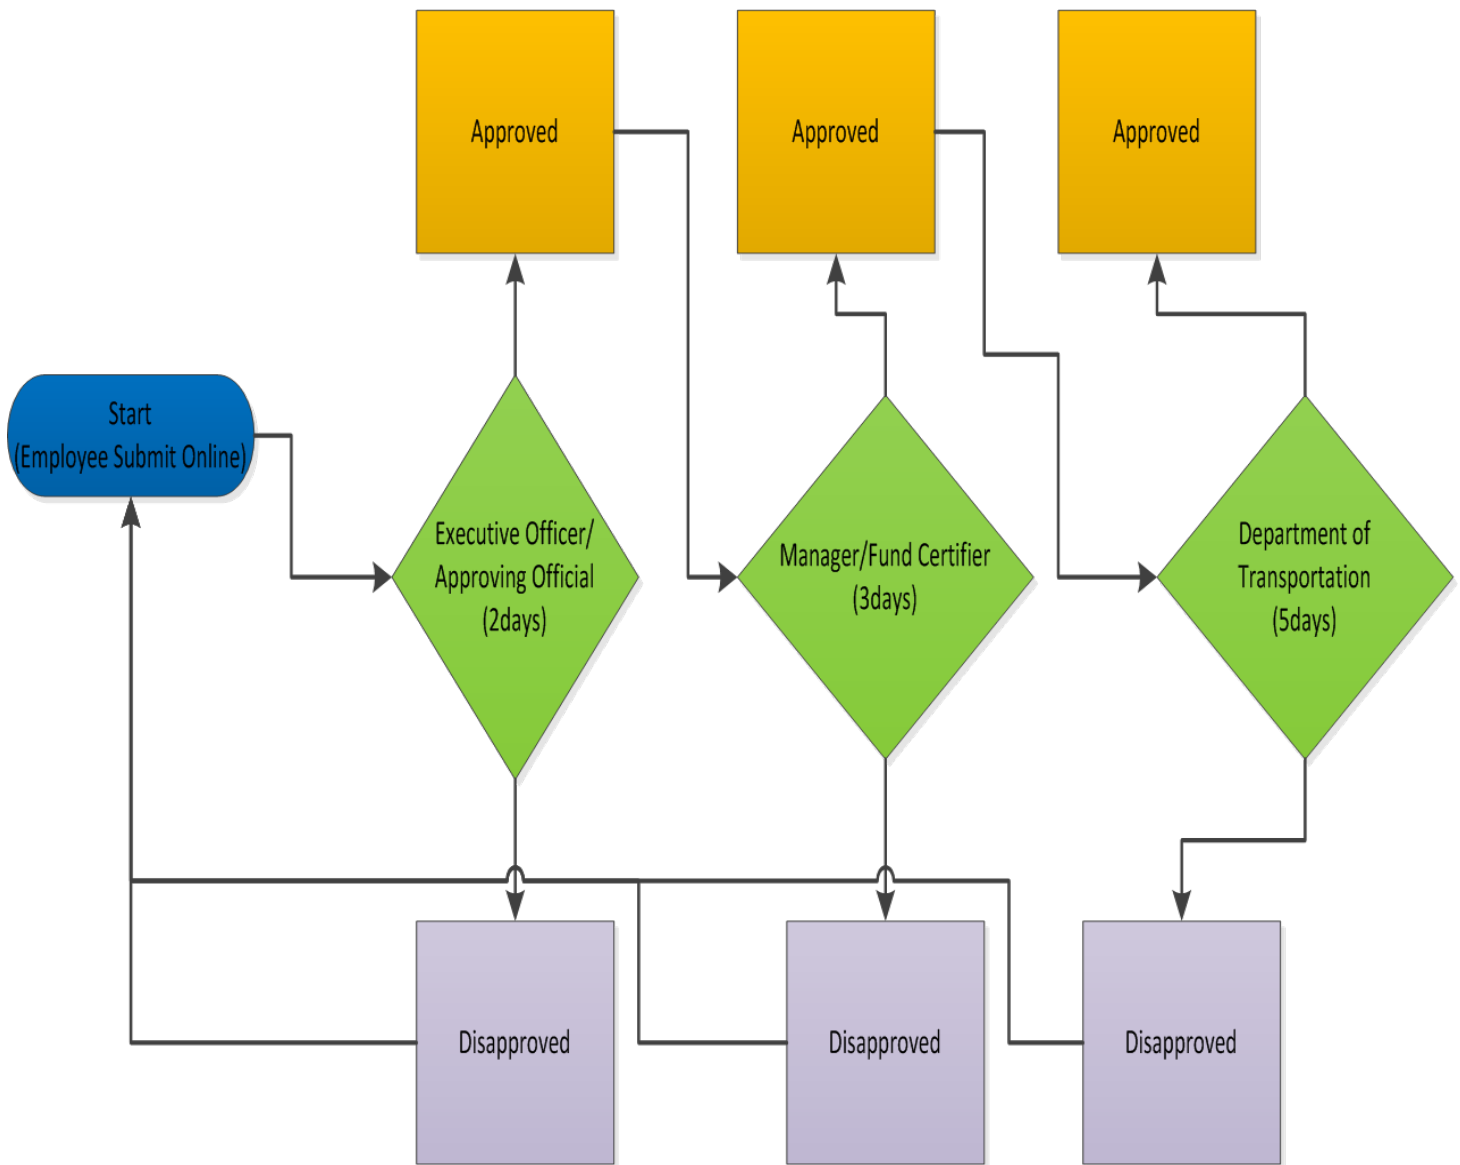 Approved
Approved
Approved
Start
(Employee Submit Online)
Executive Officer/
Approving Official
(2days)
Manager/Fund Certifier
(3days)
Department of
Transportation
(5days)
Disapproved
Disapproved
Disapproved